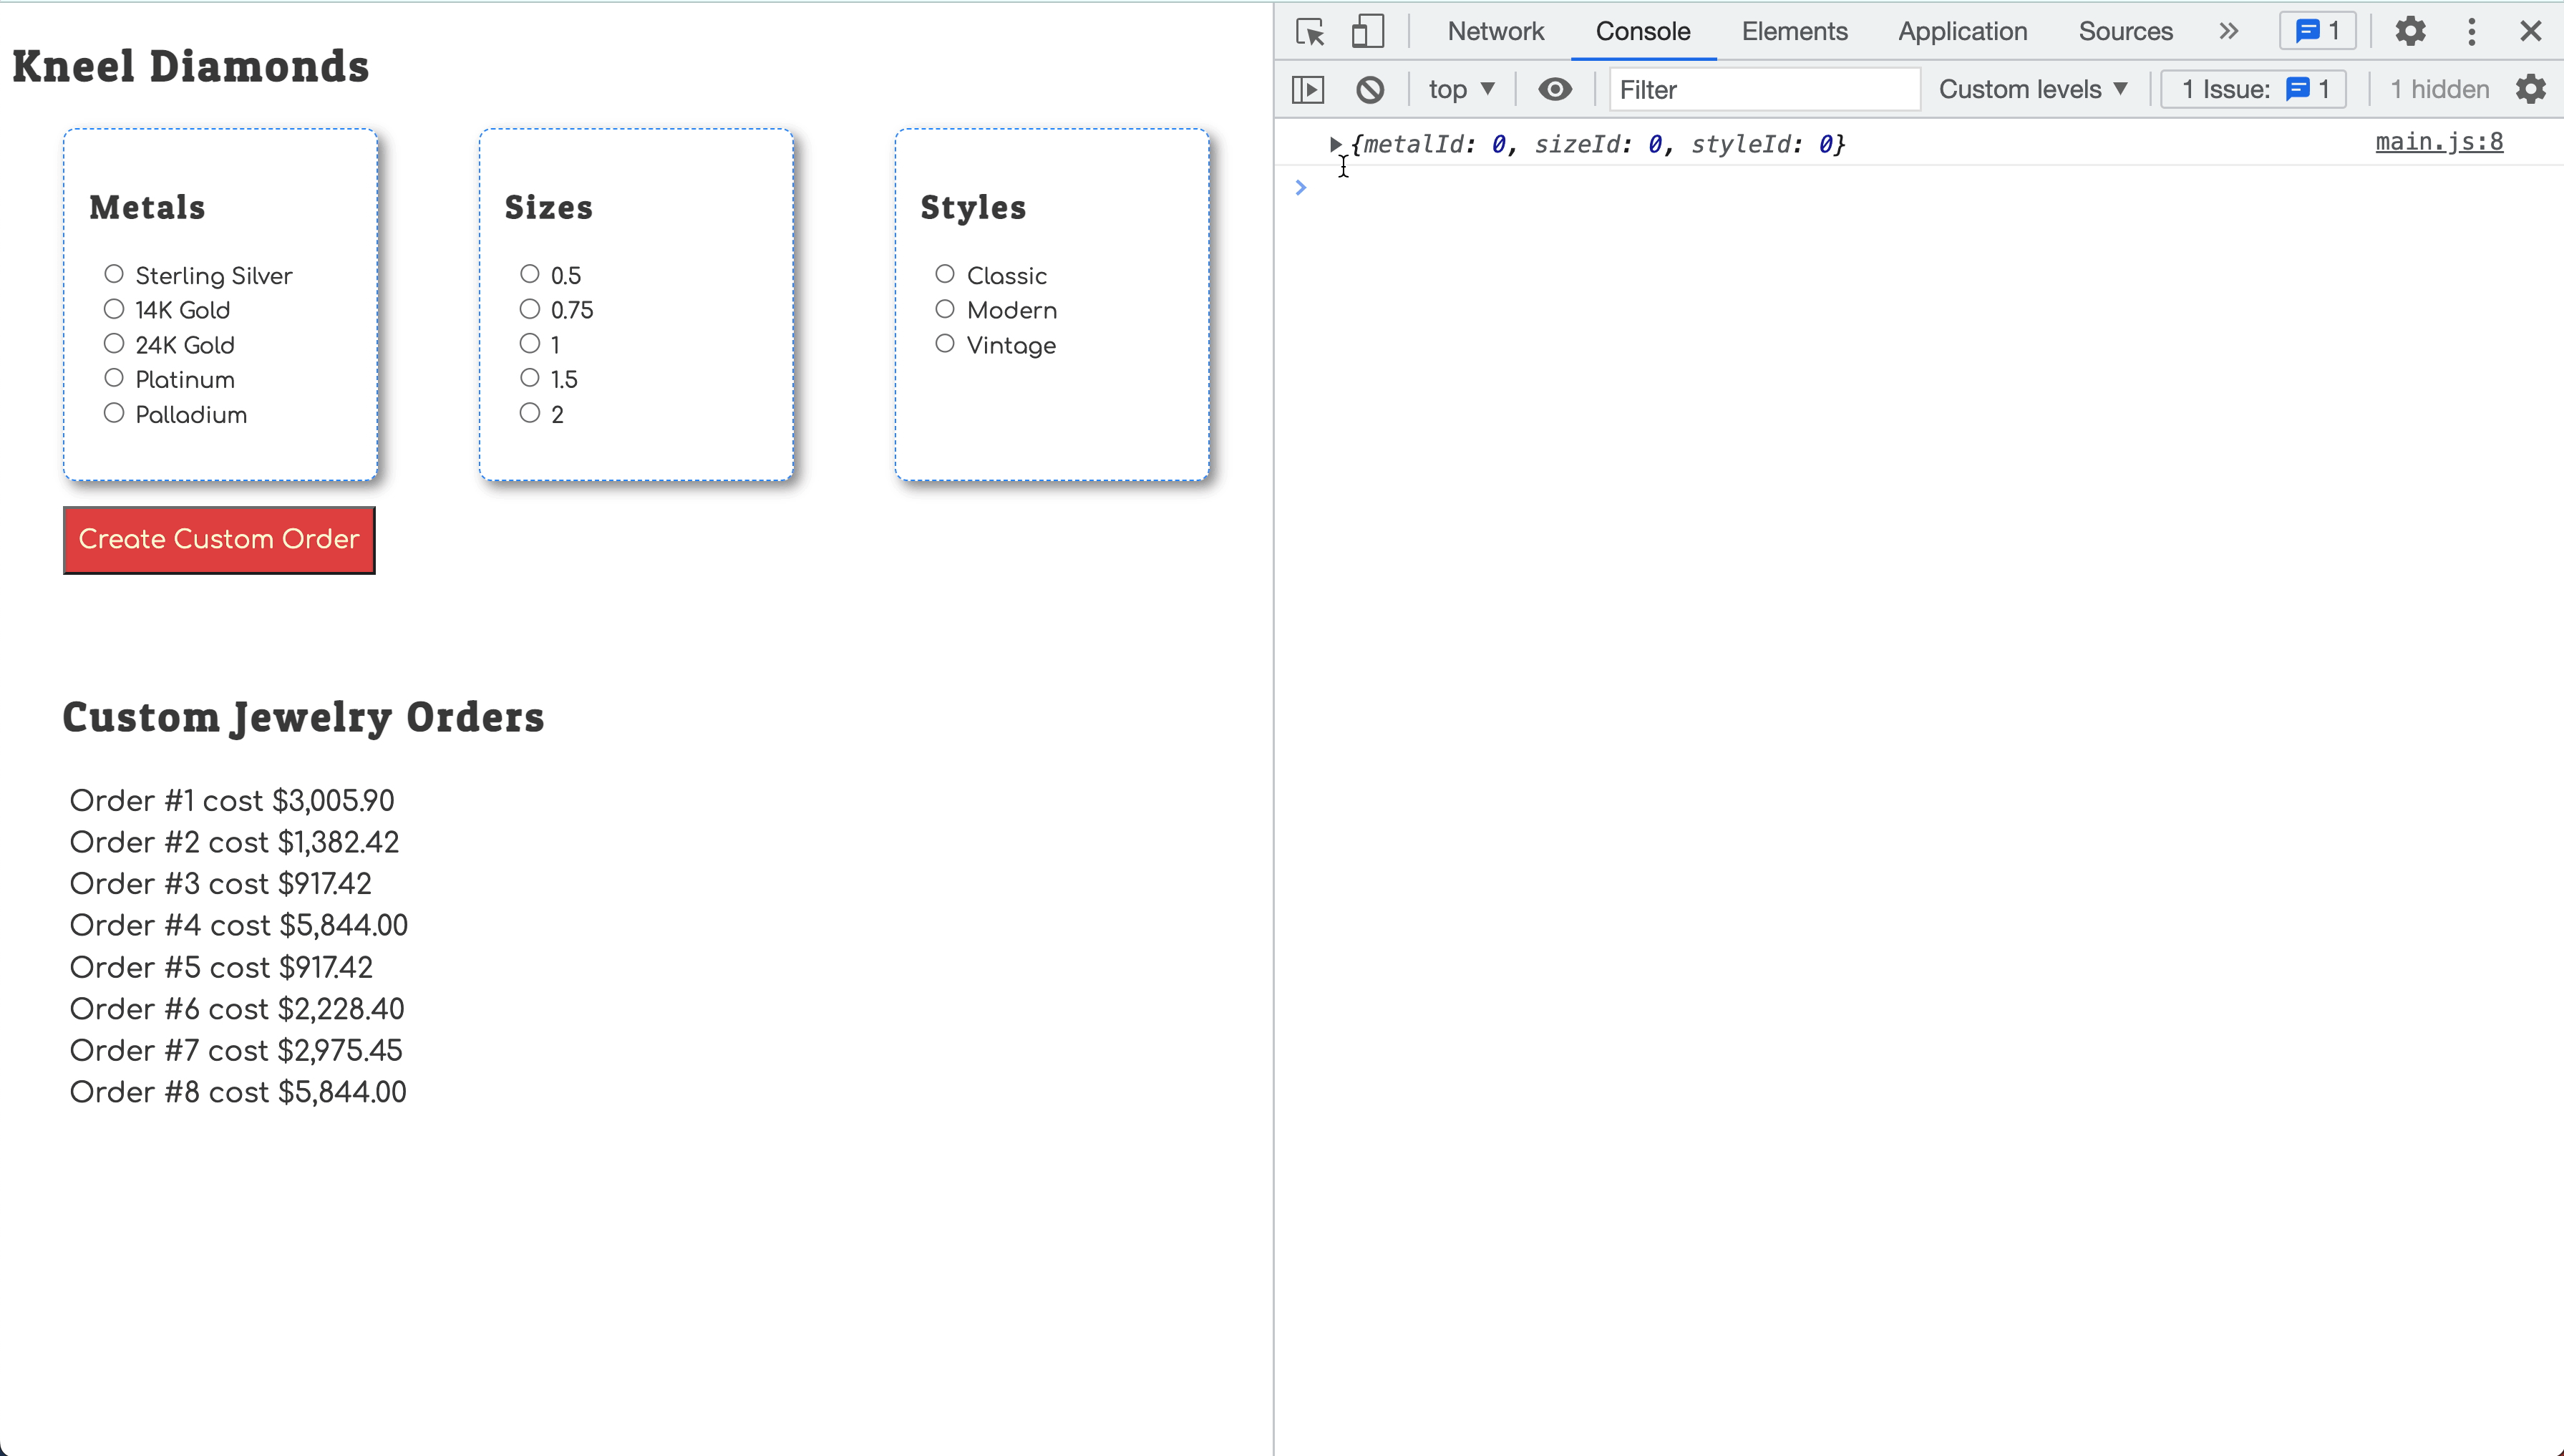 Kneel Diamonds
Metals
Sterling Silver
14K Gold
24K Gold
Platinum
Palladium
Sizes
0.5
0.75
1
1.5
2
Styles
Classic
Modern
Vintage
Create Custom Order
Custom Jewelry Orders
Order #1 cost $3,005.90
Order #2 cost $1,382.42
Order #3 cost $917.42
Order #4 cost $5,844.00
Order #5 cost $917.42
Order #6 cost $2,228.40
Order #7 cost $2,975.45
Order #8 cost $5,844.00
Network Console Elements Application Sources » 1
top Filter Custom levels 1 Issue: 1 1 hidden
{metalId: 0, sizeId: 0, styleId: 0} main.js:8